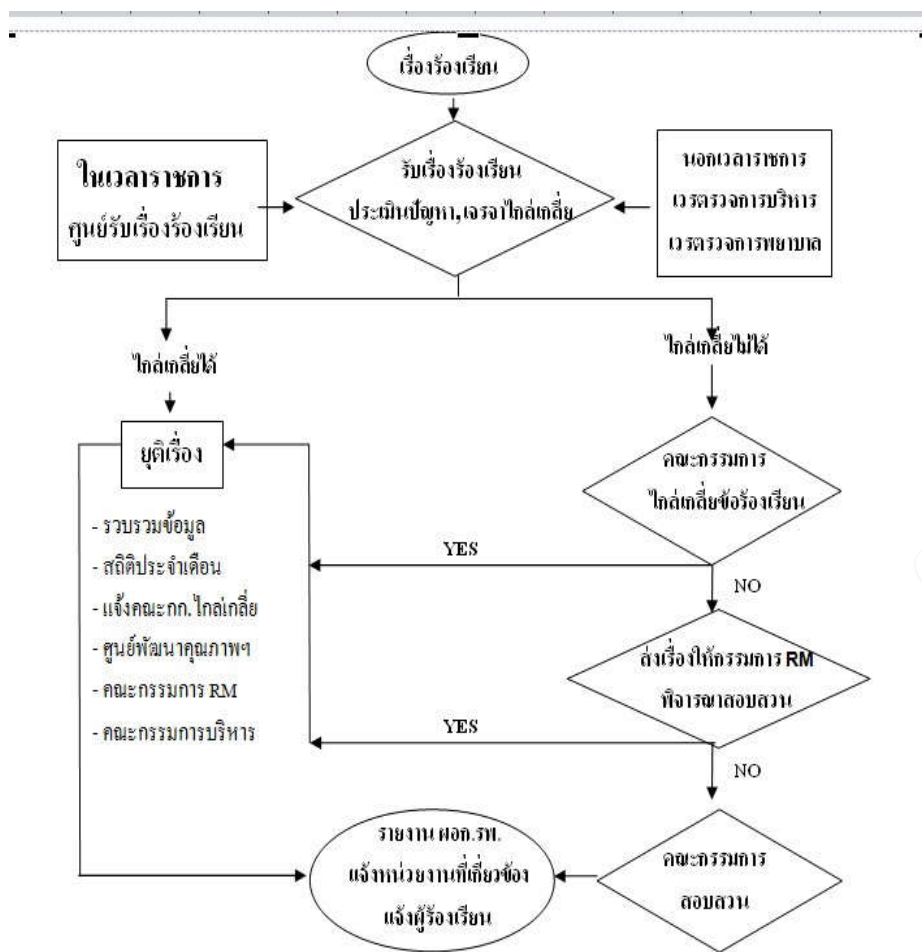 เรื่องร้องเรียน
ในเวลาราชการ
ศูนย์รับเรื่องร้องเรียน
รับเรื่องร้องเรียน
ประเมินปัญหา,เจรจาไกล่เกลี่ย
นอกเวลาราชการ
เวรตรวจการบริหาร
เวรตรวจการพยาบาล
ไกล่เกลี่ยได้
ไกล่เกลี่ยไม่ได้
ยุติเรื่อง
คณะกรรมการ
ไกล่เกลี่ยข้อร้องเรียน
- รวบรวมข้อมูล
- สถิติประจำเดือน
- แจ้งคณะกก.ไกล่เกลี่ย
- ศูนย์พัฒนาคุณภาพฯ
- คณะกรรมการ RM
- คณะกรรมการบริหาร
YES
NO
ส่งเรื่องให้กรรมการ RM
พิจารณาสอบสวน
YES
NO
รายงาน ผอก.รพ.
แจ้งหน่วยงานที่เกี่ยวข้อง
แจ้งผู้ร้องเรียน
คณะกรรมการ
สอบสวน